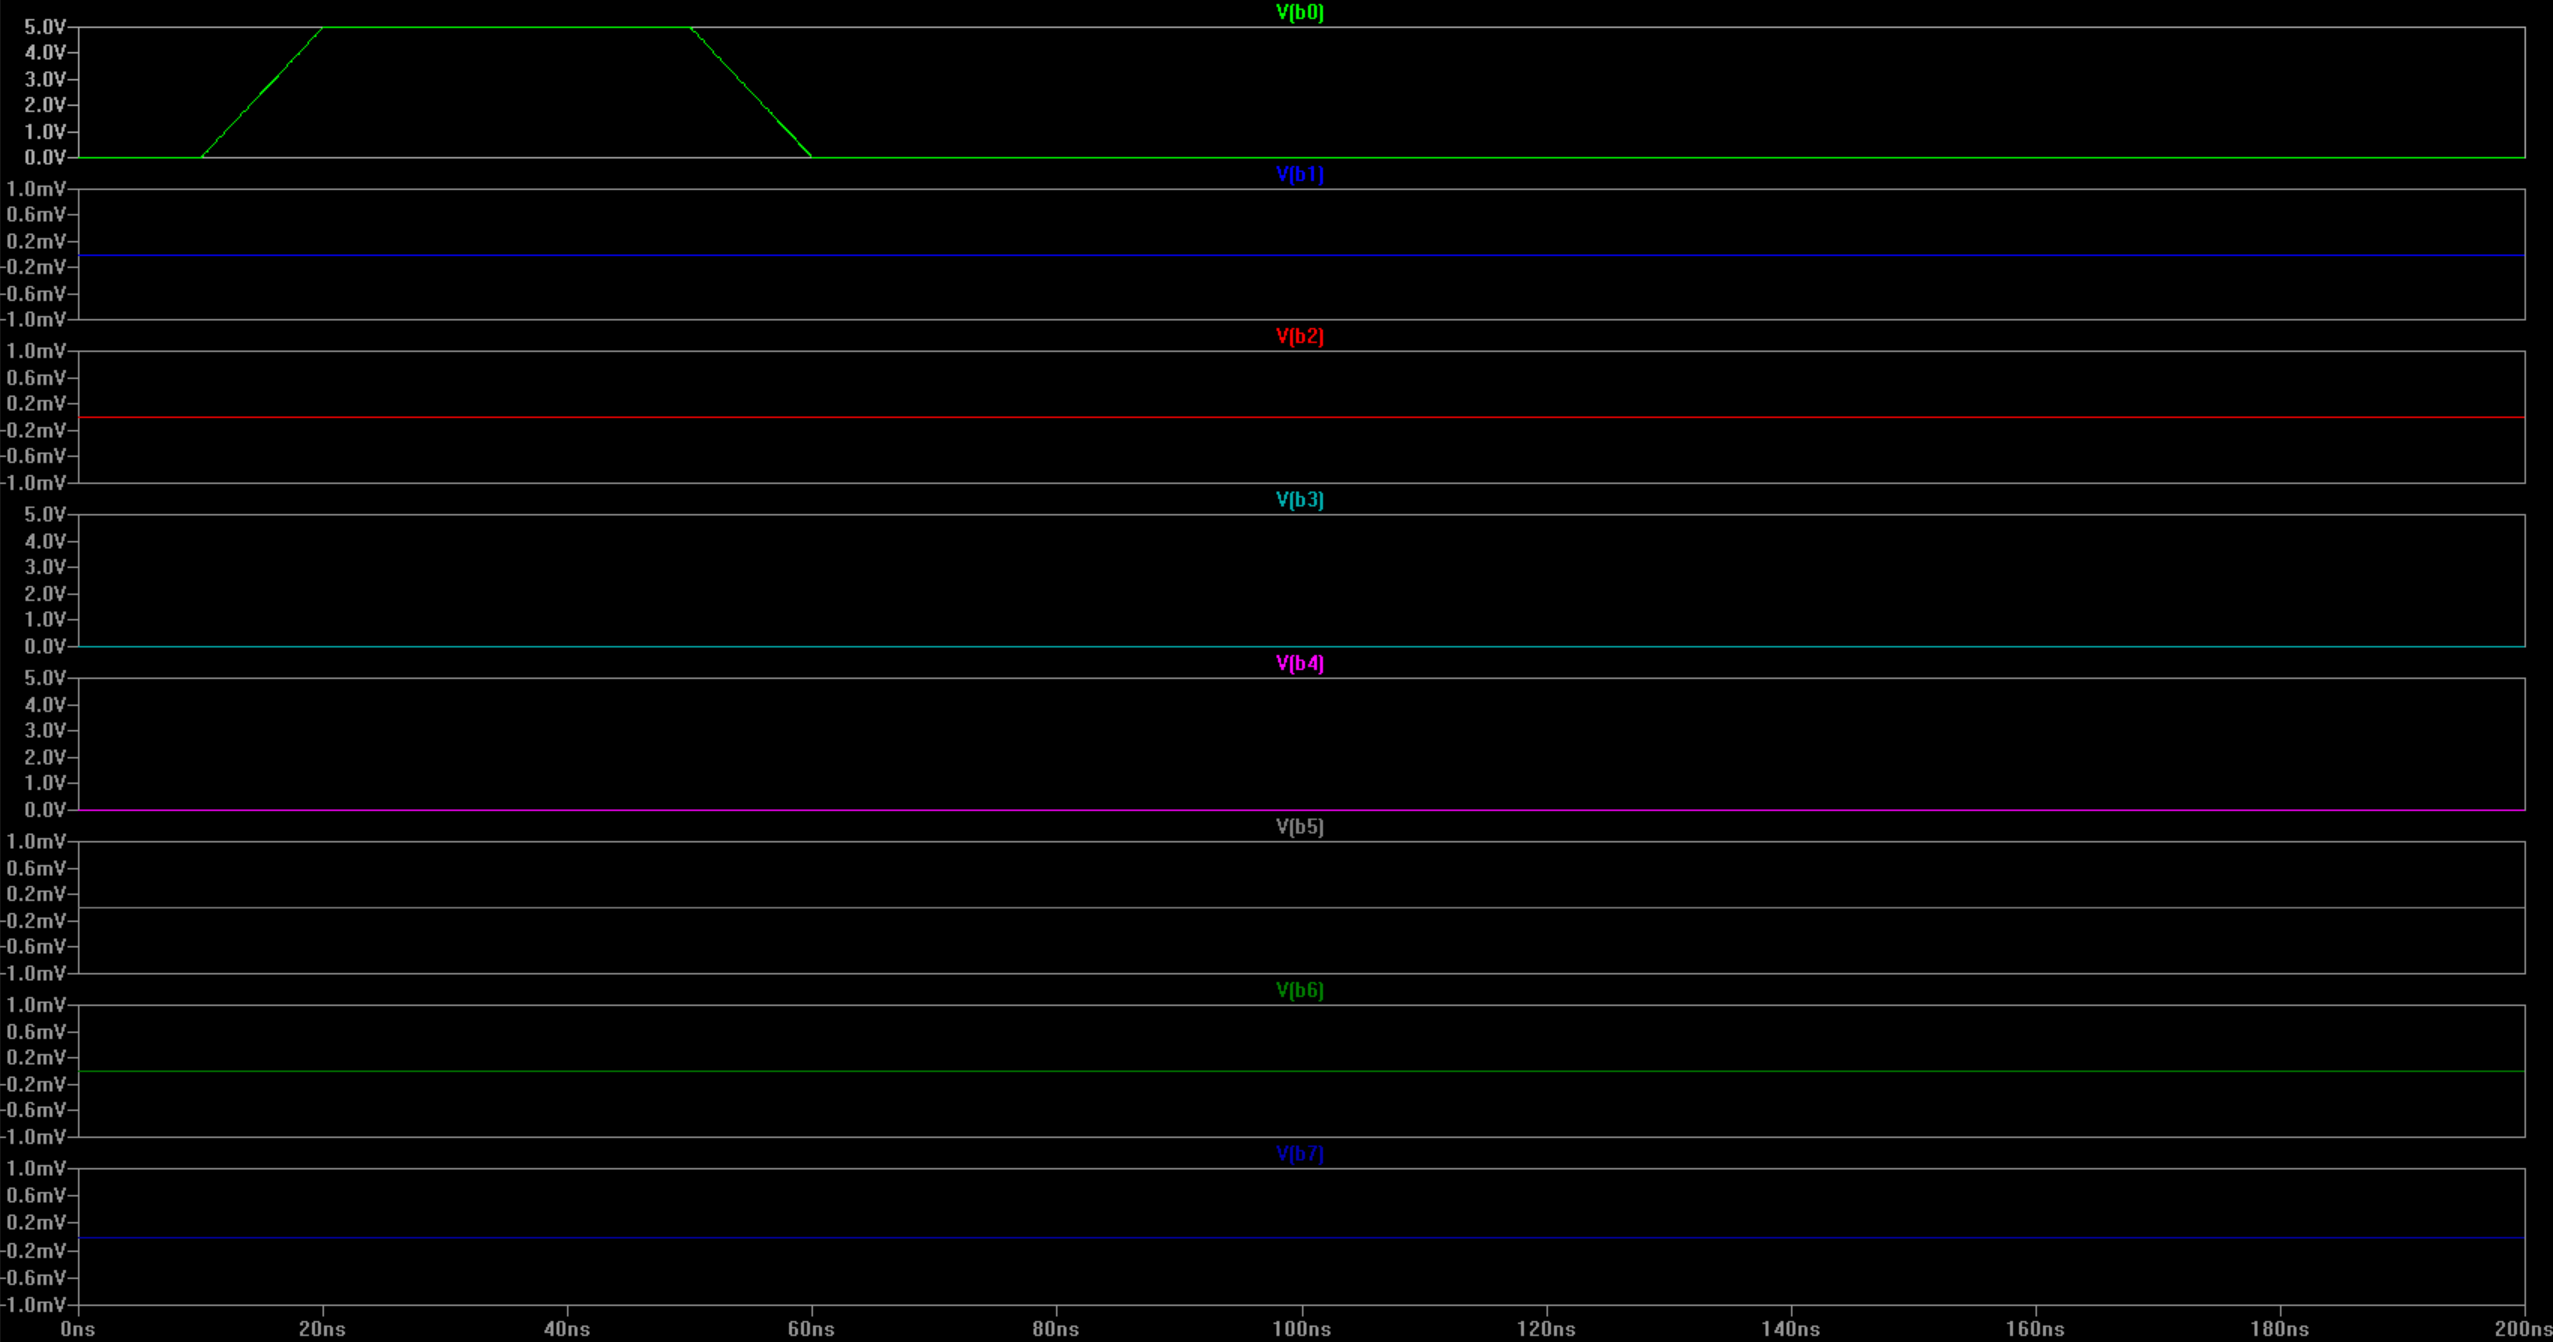 V(b0)
5.0V
4.0V
3.0V
2.0V
1.0V
0.0V
V(b1)
1.0mV
0.6mV
0.2mV
-0.2mV
-0.6mV
-1.0mV
V(b2)
1.0mV
0.6mV
0.2mV
-0.2mV
-0.6mV
-1.0mV
V(b3)
5.0V
4.0V
3.0V
2.0V
1.0V
0.0V
V(b4)
5.0V
4.0V
3.0V
2.0V
1.0V
0.0V
V(b5)
1.0mV
0.6mV
0.2mV
-0.2mV
-0.6mV
-1.0mV
V(b6)
1.0mV
0.6mV
0.2mV
-0.2mV
-0.6mV
-1.0mV
V(b7)
1.0mV
0.6mV
0.2mV
-0.2mV
-0.6mV
-1.0mV
0ns 20ns 40ns 60ns 80ns 100ns 120ns 140ns 160ns 180ns 200ns